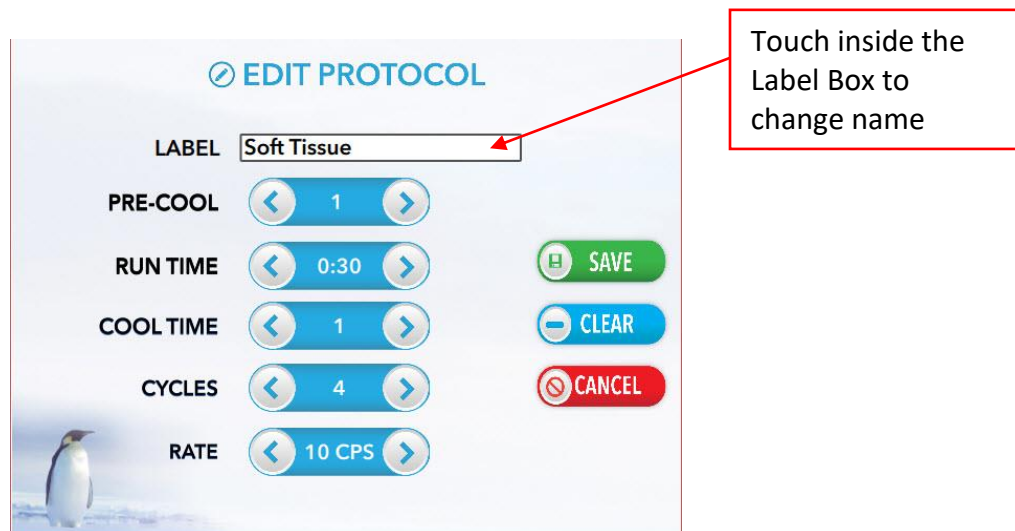 Touch inside the
Label Box to
change name
EDIT PROTOCOL
LABEL Soft Tissue
PRE-COOL 1
RUN TIME 0:30 SAVE
COOL TIME 1 CLEAR
CYCLES 4 CANCEL
RATE 10 CPS